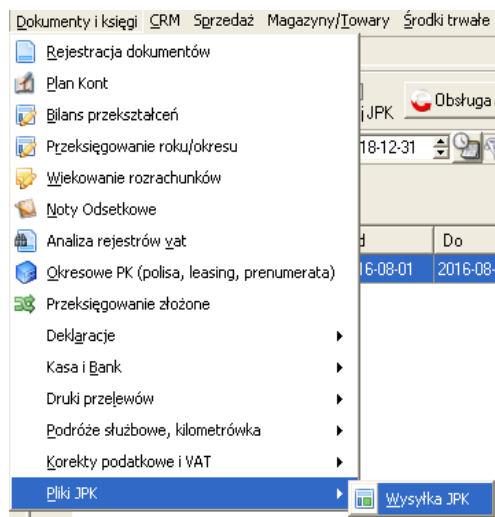 Dokumenty i księgi CRM Sprzedaż Magazyny/Towary Środki trwałe
Rejestracja dokumentów
Plan Kont
j JPK Obsługa
Bilans przekształceń
Przeksięgowanie roku/okresu
18-12-31
Wiekowanie rozrachunków
Noty Odsetkowe
Analiza rejestrów vat
Do
Okresowe PK (polisa, leasing, prenumerata)
6-08-01 2016-08-
Przeksięgowanie złożone
Deklaracje
Kasa i Bank
Druki przelewów
Podróże służbowe, kilometrówka
Korekty podatkowe i VAT
Pliki JPK
Wysyłka JPK